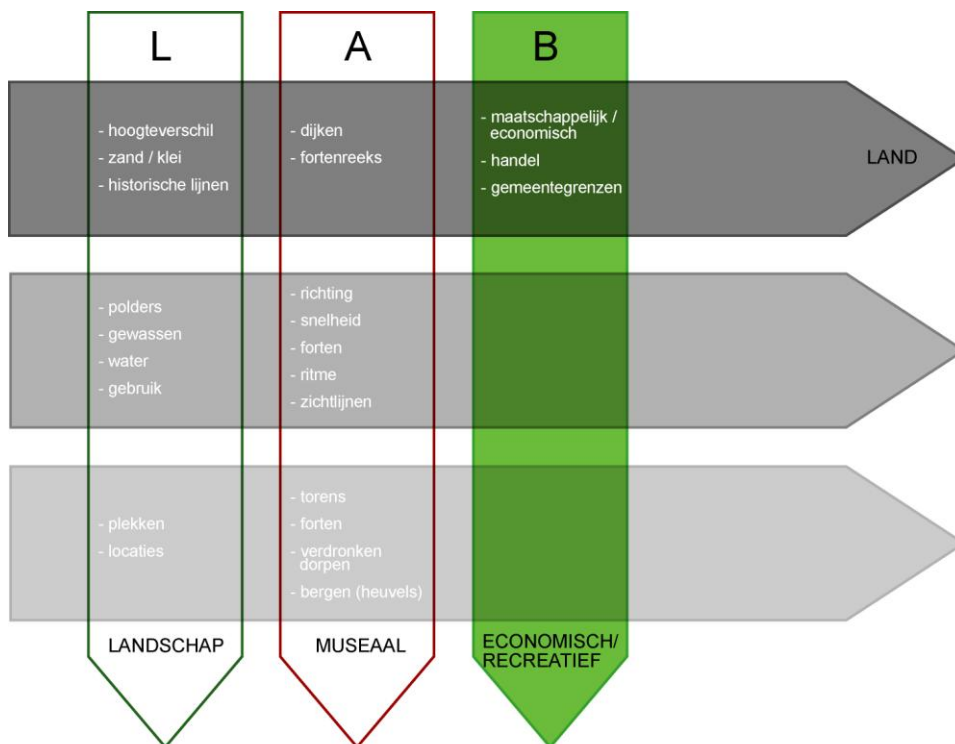 L
A
B
- hoogteverschil
- zand / klei
- historische lijnen
- dijken
- fortenreeks
- maatschappelijk /
economisch
- handel
- gemeentegrenzen
LAND
- polders
- gewassen
- water
- gebruik
- richting
- snelheid
- forten
- ritme
- zichtlijnen
- plekken
- locaties
- torens
- forten
- verdronken
dorpen
- bergen (heuvels)
LANDSCHAP
MUSEAAL
ECONOMISCH/
RECREATIEF